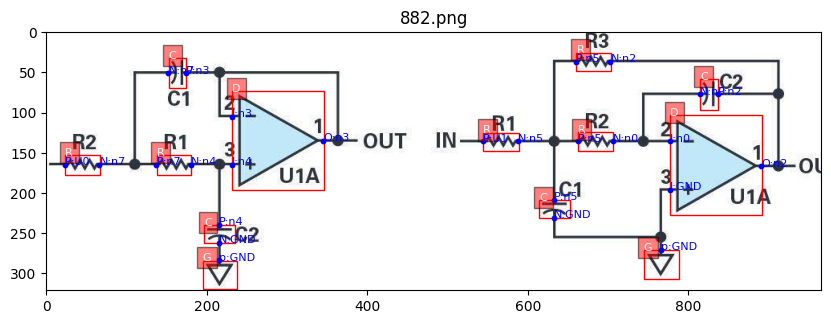 882.png
C
R
R3
P:n5
N:n2
N:n7
P:n3
C
C2
P:n2
C1
D
D
2
I-:n3
R
R1
P:U1
N:n5
R
R2
P:n5
N:n0
2
I-:n0
R
R2
P:U0
N:n7
R
R1
P:n7
N:n4
3
I-:n4
+
1
O:n3
OUT
IN
1
O:n2
OU
U1A
3
I-:GND
+
U1A
C
C1
P:n5
N:GND
C
C2
P:n4
N:GND
G
p:GND
G
p:GND
0
50
100
150
200
250
300
0
200
400
600
800